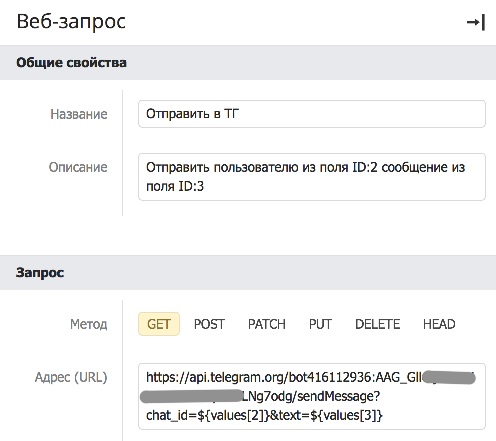 Веб-запрос
Общие свойства
Название
Отправить в ТГ
Описание
Отправить пользователю из поля ID:2 сообщение из
поля ID:3
Запрос
Метод
GET POST PATCH PUT DELETE HEAD
Адрес (URL)
https://api.telegram.org/bot416112936:AAG_Gll
LNg7odg/sendMessage?
chat_id=${values[2]}&text=${values[3]}